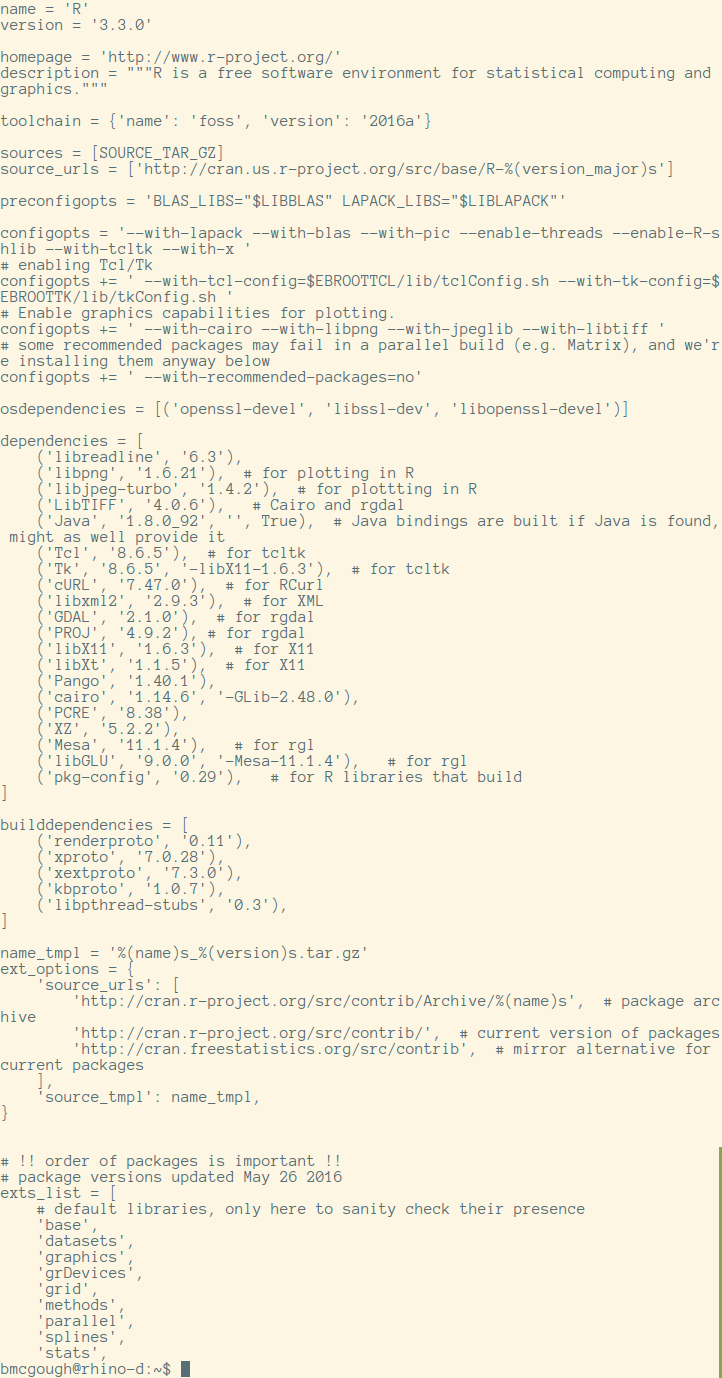 name = 'R'
version = '3.3.0'

homepage = 'http://www.r-project.org/'
description = """R is a free software environment for statistical computing and
graphics."""

toolchain = {'name': 'foss', 'version': '2016a'}

sources = [SOURCE_TAR_GZ]
source_urls = ['http://cran.us.r-project.org/src/base/R-%(version_major)s']

preconfigopts = 'BLAS_LIBS="$LIBBLAS" LAPACK_LIBS="$LIBLAPACK"'

configopts = '--with-lapack --with-blas --with-pic --enable-threads --enable-R-s
hlib --with-tcltk --with-x '
# enabling Tcl/Tk
configopts += ' --with-tcl-config=$EBROOTTCL/lib/tclConfig.sh --with-tk-config=$
EBROOTTK/lib/tkConfig.sh '
# Enable graphics capabilities for plotting.
configopts += ' --with-cairo --with-libpng --with-jpeglib --with-libtiff '
# some recommended packages may fail in a parallel build (e.g. Matrix), and we'r
e installing them anyway below
configopts += ' --with-recommended-packages=no'

osdependencies = [('openssl-devel', 'libssl-dev', 'libopenssl-devel')]

dependencies = [
    ('libreadline', '6.3'),
    ('libpng', '1.6.21'),  # for plotting in R
    ('libjpeg-turbo', '1.4.2'),  # for plottting in R
    ('LibTIFF', '4.0.6'),   # Cairo and rgdal
    ('Java', '1.8.0_92', '', True),  # Java bindings are built if Java is found,
 might as well provide it
    ('Tcl', '8.6.5'),  # for tcltk
    ('Tk', '8.6.5', '-libX11-1.6.3'),  # for tcltk
    ('cURL', '7.47.0'),  # for RCurl
    ('libxml2', '2.9.3'),  # for XML
    ('GDAL', '2.1.0'),  # for rgdal
    ('PROJ', '4.9.2'), # for rgdal
    ('libX11', '1.6.3'),  # for X11
    ('libXt', '1.1.5'),  # for X11
    ('Pango', '1.40.1'),
    ('cairo', '1.14.6', '-GLib-2.48.0'),
    ('PCRE', '8.38'),
    ('XZ', '5.2.2'),
    ('Mesa', '11.1.4'),   # for rgl
    ('libGLU', '9.0.0', '-Mesa-11.1.4'),   # for rgl
    ('pkg-config', '0.29'),   # for R libraries that build
]

builddependencies = [
    ('renderproto', '0.11'),
    ('xproto', '7.0.28'),
    ('xextproto', '7.3.0'),
    ('kbproto', '1.0.7'),
    ('libpthread-stubs', '0.3'),
]

name_tmpl = '%(name)s_%(version)s.tar.gz'
ext_options = {
    'source_urls': [
        'http://cran.r-project.org/src/contrib/Archive/%(name)s',  # package arc
hive
        'http://cran.r-project.org/src/contrib/',  # current version of packages
        'http://cran.freestatistics.org/src/contrib',  # mirror alternative for
current packages
    ],
    'source_tmpl': name_tmpl,
}


# !! order of packages is important !!
# package versions updated May 26 2016
exts_list = [
    # default libraries, only here to sanity check their presence
    'base',
    'datasets',
    'graphics',
    'grDevices',
    'grid',
    'methods',
    'parallel',
    'splines',
    'stats',
bmcgough@rhino-d:~$